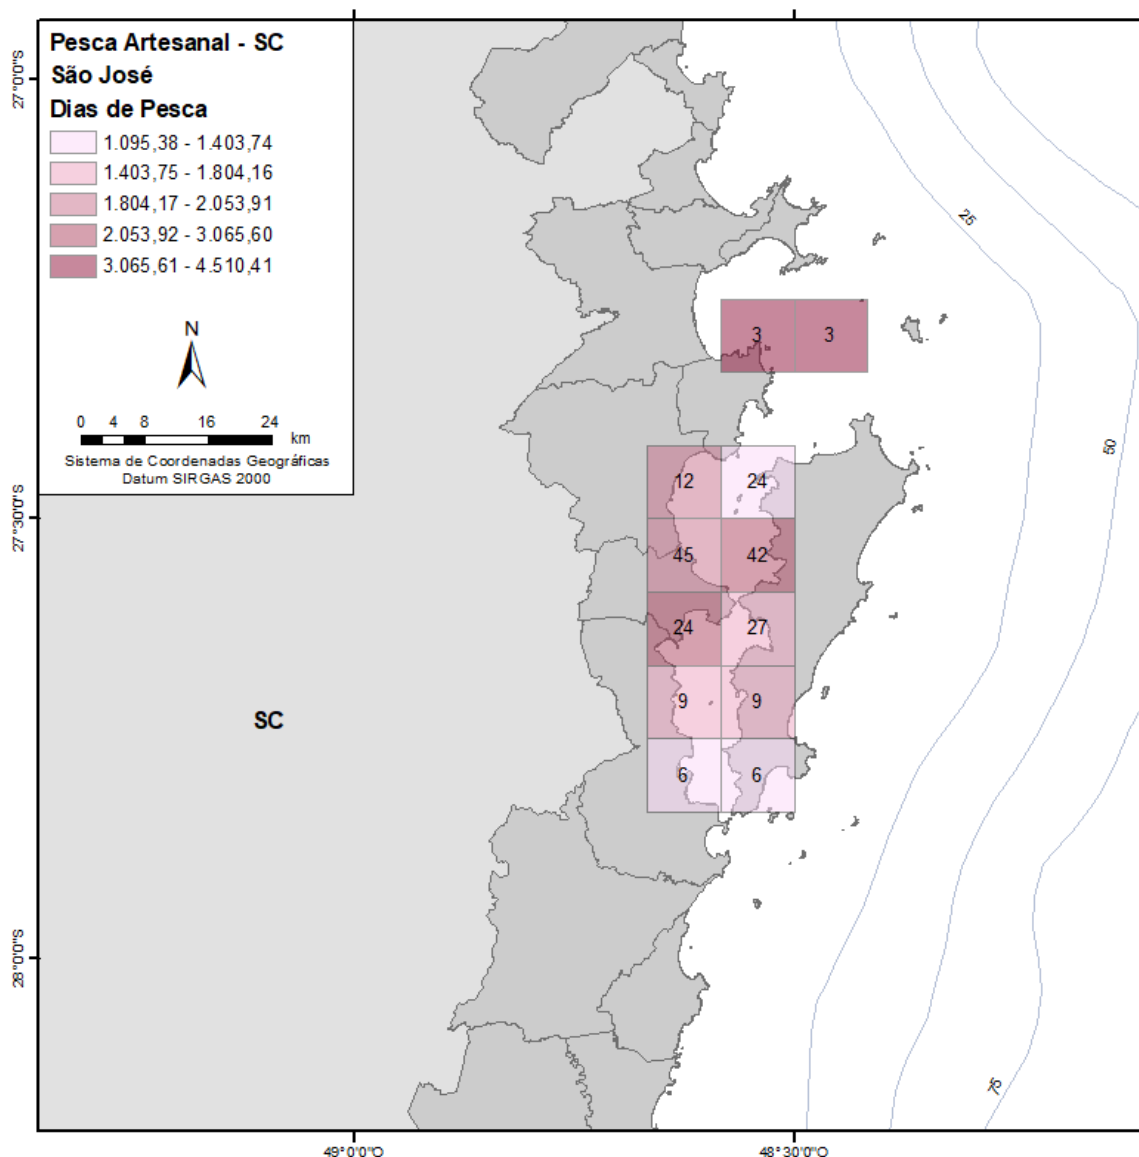 Pesca Artesanal - SC
São José
Dias de Pesca
1.095,38 - 1.403,74
1.403,75 - 1.804,16
1.804,17 - 2.053,91
2.053,92 - 3.065,60
3.065,61 - 4.510,41
N
0 4 8 16 24 km
Sistema de Coordenadas Geográficas
Datum SIRGAS 2000
27°0'0"S
27°30'0"S
28°0'0"S
25
50
75
3 3
12 24
45 42
24 27
9 9
6 6
SC
49°0'0"O 48°30'0"O